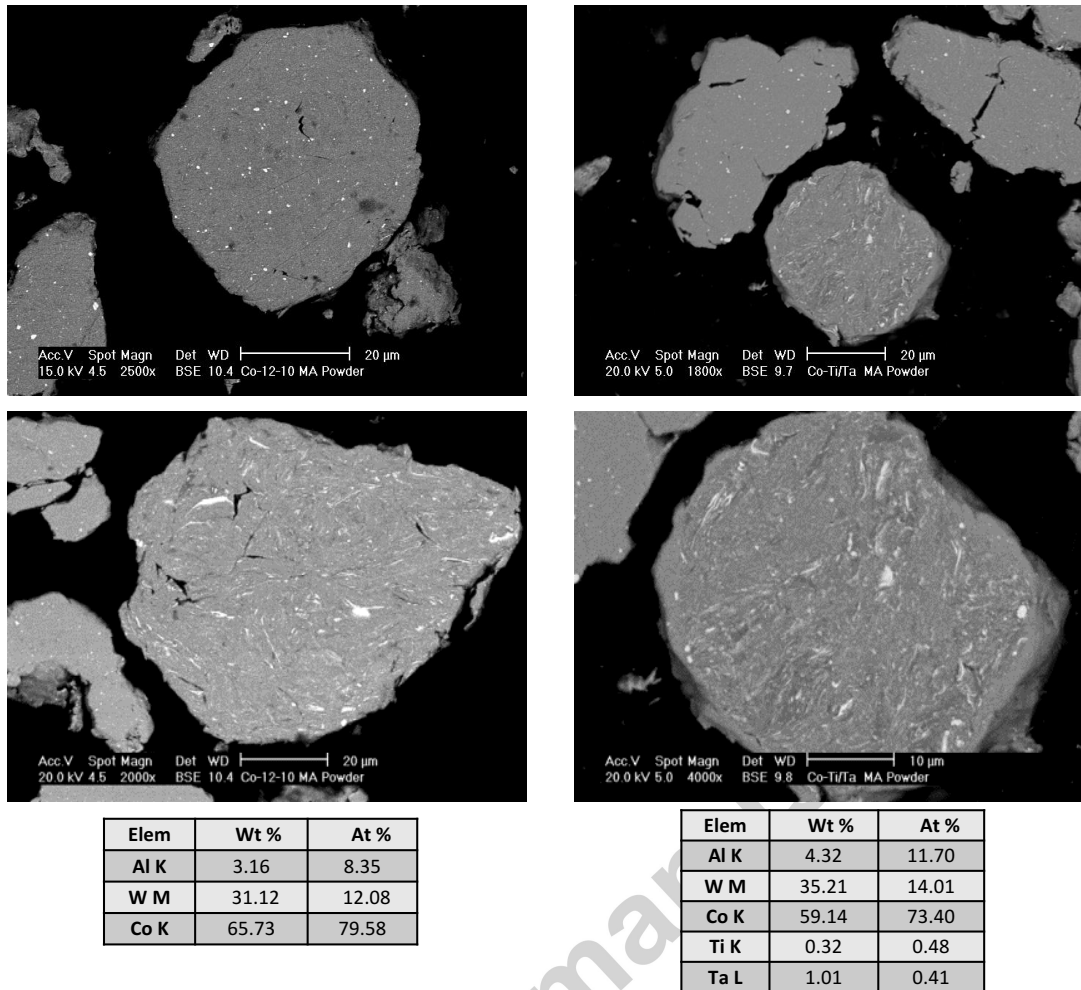 Acc.V Spot Magn Det WD 20 µm
15.0 kV 4.5 2500x BSE 10.4 Co-12-10 MA Powder
Acc.V Spot Magn Det WD 20 µm
20.0 kV 5.0 1800x BSE 9.7 Co-Ti/Ta MA Powder
Acc.V Spot Magn Det WD 20 µm
20.0 kV 4.5 2000x BSE 10.4 Co-12-10 MA Powder
Acc.V Spot Magn Det WD 10 µm
20.0 kV 5.0 4000x BSE 9.8 Co-Ti/Ta MA Powder
Elem Wt % At %
Al K 3.16 8.35
W M 31.12 12.08
Co K 65.73 79.58
Elem Wt % At %
Al K 4.32 11.70
W M 35.21 14.01
Co K 59.14 73.40
Ti K 0.32 0.48
Ta L 1.01 0.41